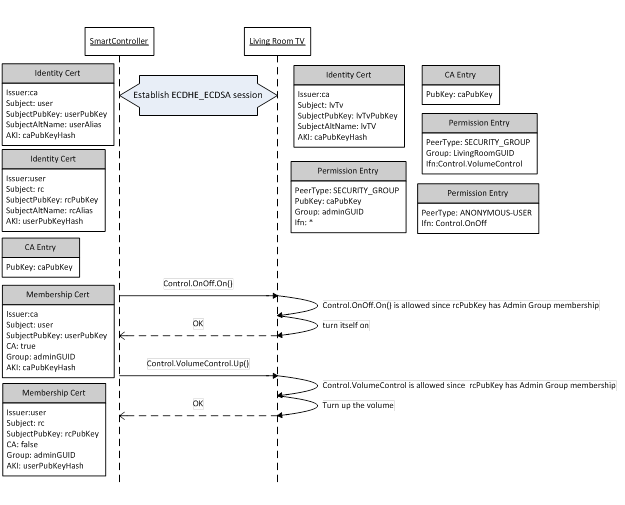 SmartController
Living Room TV
Identity Cert
Issuer:ca
Subject: user
SubjectPubKey: userPubKey
SubjectAltName: userAlias
AKI: caPubKeyHash
Establish ECDHE_ECDSA session
Identity Cert
Issuer:ca
Subject: lvTv
SubjectPubKey: lvTvPubKey
SubjectAltName: lvTV
AKI: caPubKeyHash
CA Entry
PubKey: caPubKey
Permission Entry
PeerType: SECURITY_GROUP
Group: LivingRoomGUID
Ifn:Control.VolumeControl
Identity Cert
Issuer:user
Subject: rc
SubjectPubKey: rcPubKey
SubjectAltName: rcAlias
AKI: userPubKeyHash
Permission Entry
PeerType: SECURITY_GROUP
PubKey: caPubKey
Group: adminGUID
Ifn: *
Permission Entry
PeerType: ANONYMOUS-USER
Ifn: Control.OnOff
CA Entry
PubKey: caPubKey
Membership Cert
Issuer:ca
Subject: user
SubjectPubKey: userPubKey
CA: true
Group: adminGUID
AKI: caPubKeyHash
Control.OnOff.On()
Control.OnOff.On() is allowed since rcPubKey has Admin Group membership
OK
turn itself on
Control.VolumeControl.Up()
Control.VolumeControl is allowed since  rcPubKey has Admin Group membership
OK
Turn up the volume
Membership Cert
Issuer:user
Subject: rc
SubjectPubKey: rcPubKey
CA: false
Group: adminGUID
AKI: userPubKeyHash